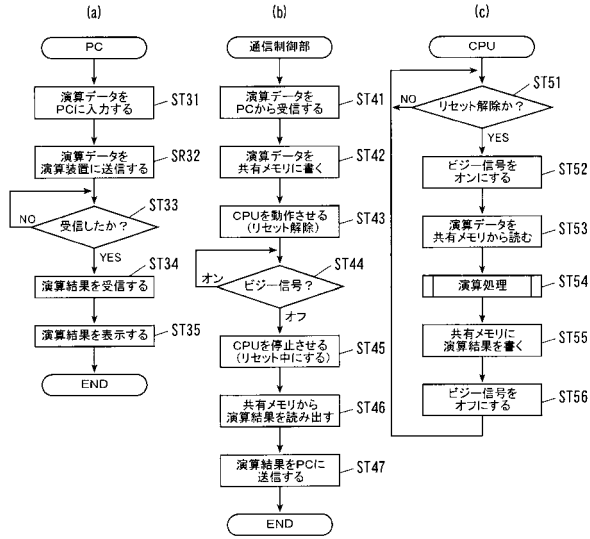 (a)
PC
演算データを
PCに入力する
ST31
演算データを
演算装置に送信する
SR32
受信したか？
ST33
NO
YES
演算結果を受信する
ST34
演算結果を表示する
ST35
END
(b)
通信制御部
演算データを
PCから受信する
ST41
演算データを
共有メモリに書く
ST42
CPUを動作させる
(リセット解除)
ST43
ビジー信号？
ST44
オン
オフ
CPUを停止させる
(リセット中にする)
ST45
共有メモリから
演算結果を読み出す
ST46
演算結果をPCに
送信する
ST47
END
(c)
CPU
リセット解除か？
ST51
NO
YES
ビジー信号を
オンにする
ST52
演算データを
共有メモリから読む
ST53
演算処理
ST54
共有メモリに
演算結果を書く
ST55
ビジー信号を
オフにする
ST56